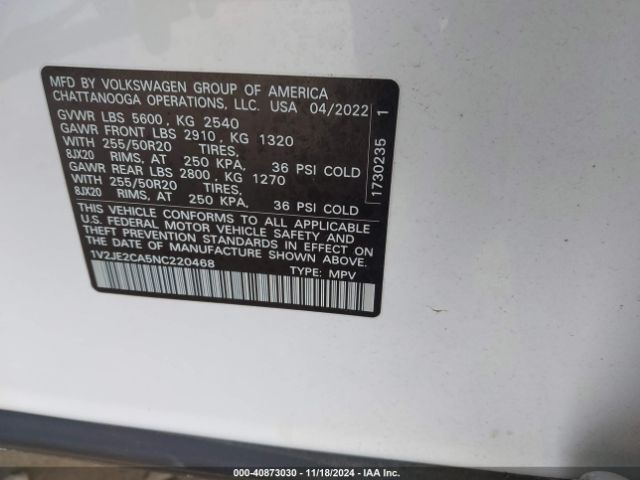 MFD BY VOLKSWAGEN GROUP OF AMERICA
CHATTANOOGA OPERATIONS, LLC. USA 04/2022
GVWR LBS 5600, KG 2540
GAWR FRONT LBS 2910, KG 1320
WITH 255/50R20 TIRES,
8JX20 RIMS, AT 250 KPA, 36 PSI COLD
GAWR REAR LBS 2800, KG 1270
WITH 255/50R20 TIRES,
8JX20 RIMS, AT 250 KPA, 36 PSI COLD
THIS VEHICLE CONFORMS TO ALL APPLICABLE
U.S. FEDERAL MOTOR VEHICLE SAFETY AND
THEFT PREVENTION STANDARDS IN EFFECT ON
THE DATE OF MANUFACTURE SHOWN ABOVE.
1V2JE2CA5NC220468 TYPE: MPV
1730235 1
000-40873030 - 11/18/2024 - IAA Inc.